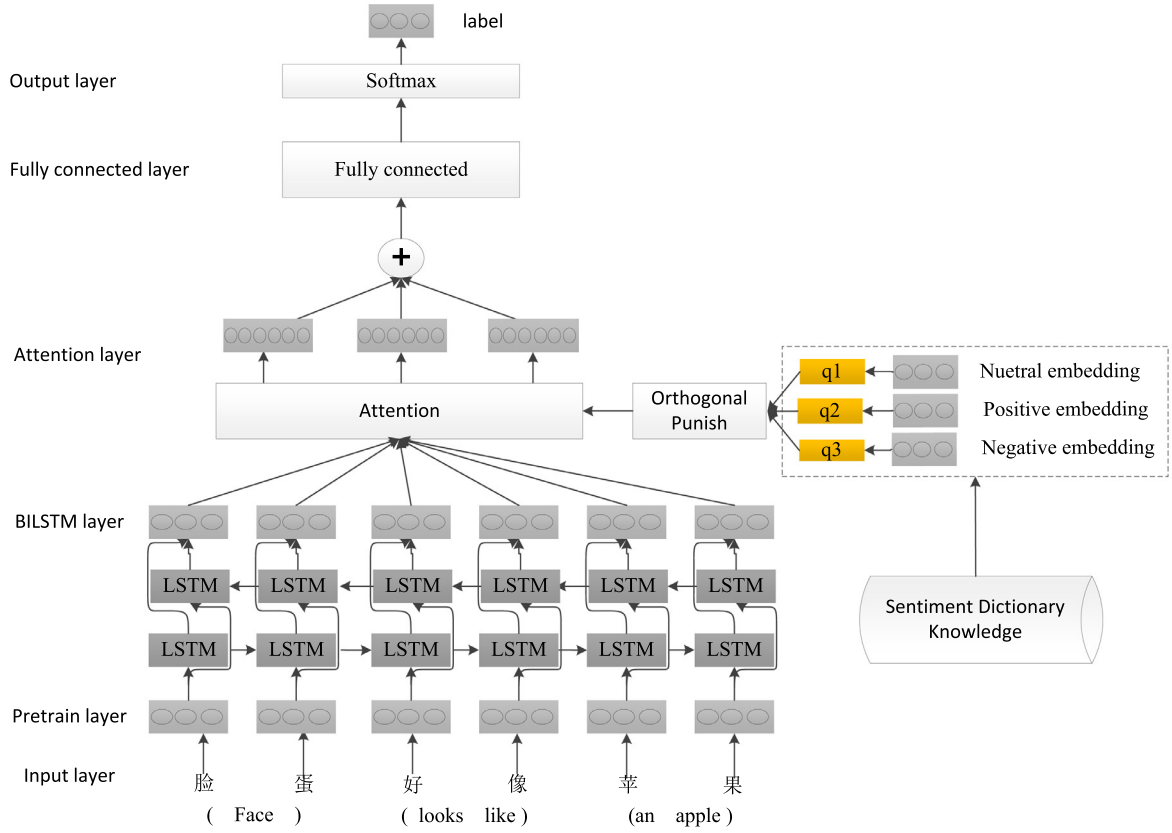 label
Output layer
Softmax
Fully connected layer
Fully connected
+
Attention layer
Attention
Orthogonal
Punish
q1
Nuetral embedding
q2
Positive embedding
q3
Negative embedding
BILSTM layer
LSTM LSTM LSTM LSTM LSTM LSTM
LSTM LSTM LSTM LSTM LSTM LSTM
Sentiment Dictionary
Knowledge
Pretrain layer
Input layer
脸 蛋 好 像 苹 果
( Face ) ( looks like ) (an apple )